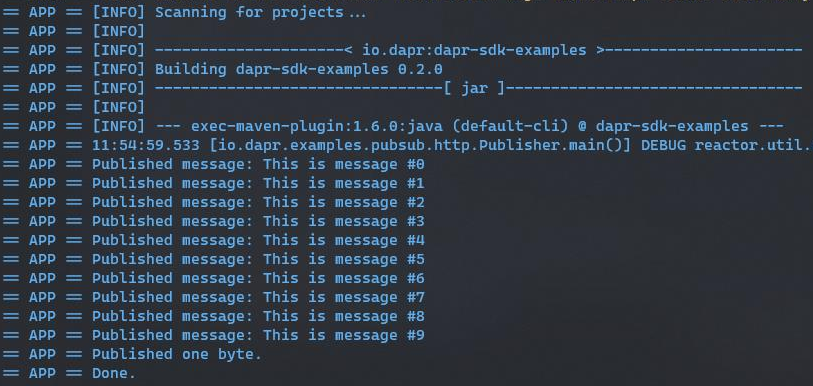 == APP == [INFO] Scanning for projects...
== APP == [INFO]
== APP == [INFO] ---------------------< io.dapr:dapr-sdk-examples >----------------------
== APP == [INFO] Building dapr-sdk-examples 0.2.0
== APP == [INFO] --------------------------------[ jar ]---------------------------------
== APP == [INFO]
== APP == [INFO] --- exec-maven-plugin:1.6.0:java (default-cli) @ dapr-sdk-examples ---
== APP == 11:54:59.533 [io.dapr.examples.pubsub.http.Publisher.main()] DEBUG reactor.util.
== APP == Published message: This is message #0
== APP == Published message: This is message #1
== APP == Published message: This is message #2
== APP == Published message: This is message #3
== APP == Published message: This is message #4
== APP == Published message: This is message #5
== APP == Published message: This is message #6
== APP == Published message: This is message #7
== APP == Published message: This is message #8
== APP == Published message: This is message #9
== APP == Published one byte.
== APP == Done.